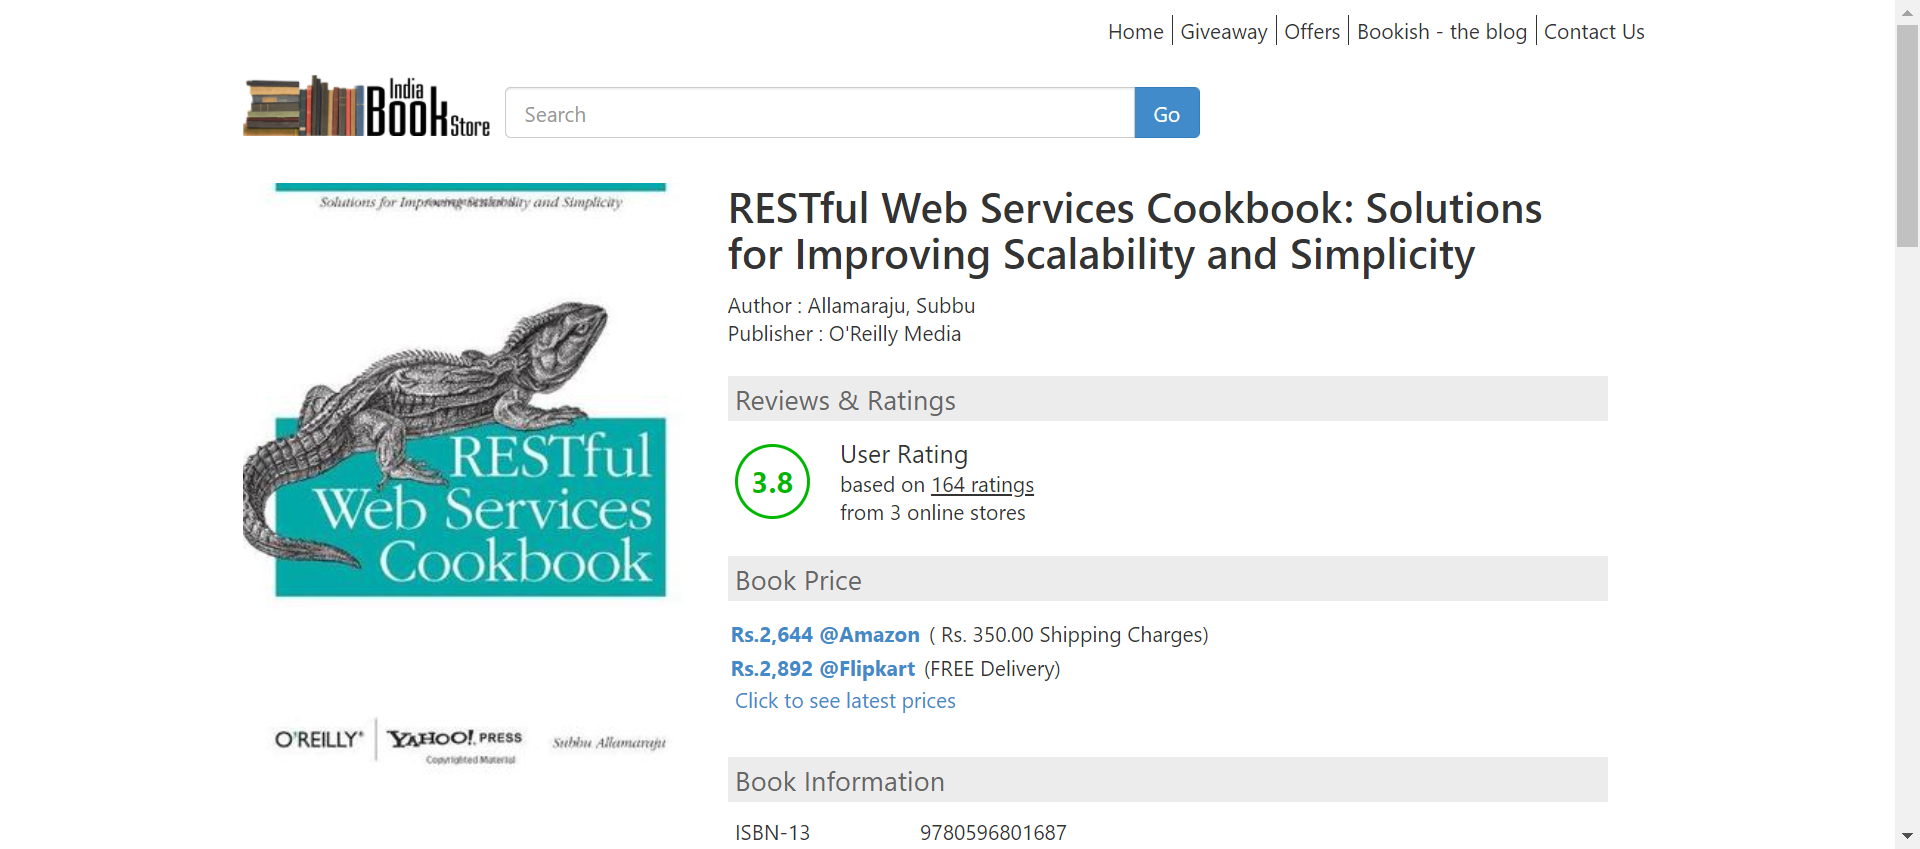 Home Giveaway Offers Bookish - the blog Contact Us
India
Book Store
Search Go
Solutions for Improving Scalability and Simplicity
RESTful
Web Services
Cookbook
O'REILLY® YAHOO! PRESS Subbu Allamaraju
Copyrighted Material
RESTful Web Services Cookbook: Solutions
for Improving Scalability and Simplicity
Author : Allamaraju, Subbu
Publisher : O'Reilly Media
Reviews & Ratings
3.8
User Rating
based on 164 ratings
from 3 online stores
Book Price
Rs.2,644 @Amazon ( Rs. 350.00 Shipping Charges)
Rs.2,892 @Flipkart (FREE Delivery)
Click to see latest prices
Book Information
ISBN-13 9780596801687